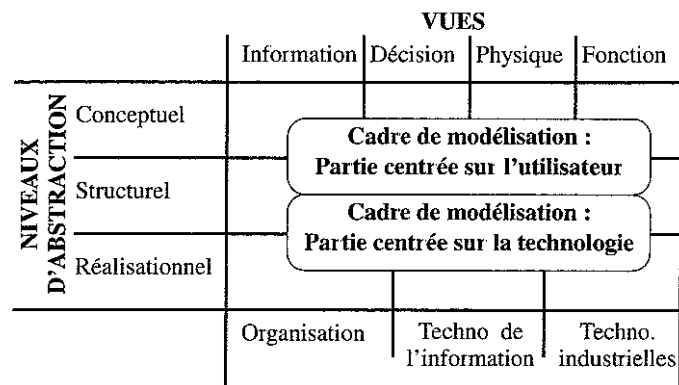 VUES
Information Décision Physique Fonction
NIVEAUX
D'ABSTRACTION
Conceptuel
Cadre de modélisation :
Partie centrée sur l'utilisateur
Structurel
Cadre de modélisation :
Partie centrée sur la technologie
Réalisationnel
Organisation Techno de Techno.
l'information industrielles